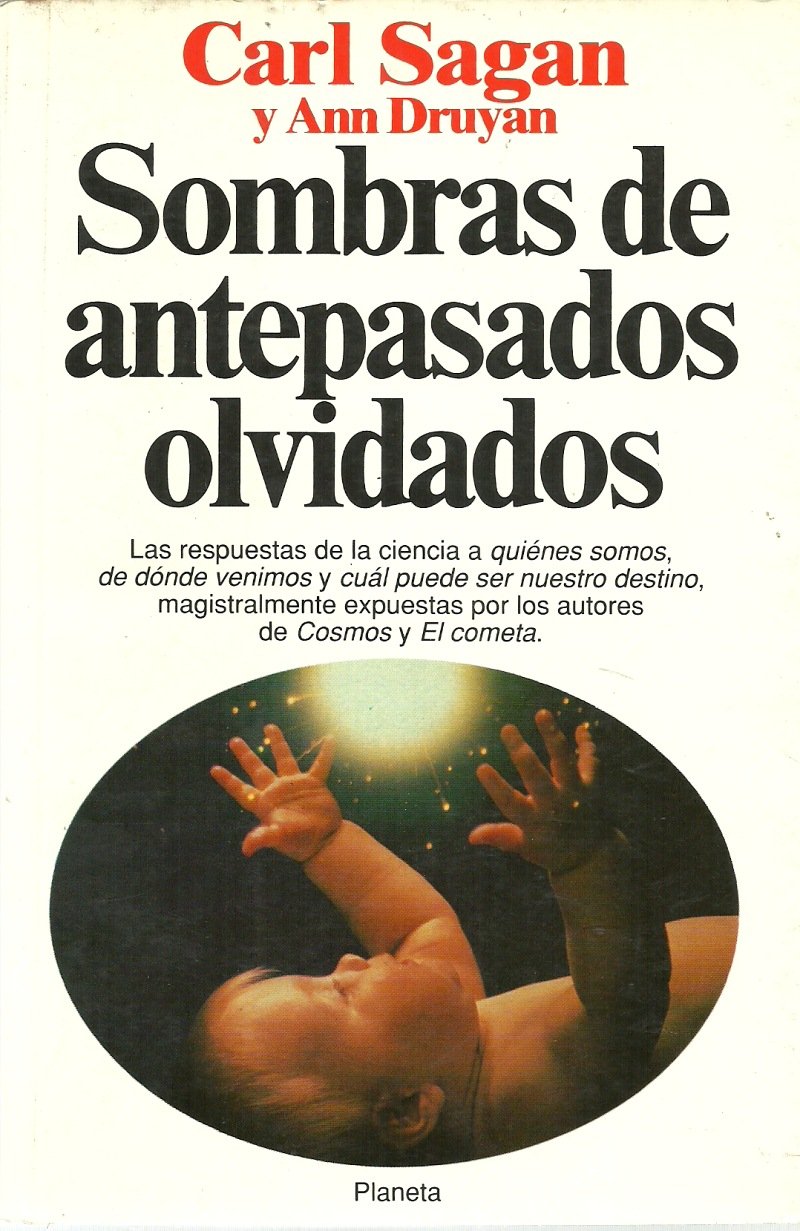 Carl Sagan
y Ann Druyan
Sombras de
antepasados
olvidados
Las respuestas de la ciencia a quiénes somos,
de dónde venimos y cuál puede ser nuestro destino,
magistralmente expuestas por los autores
de Cosmos y El cometa.
Planeta